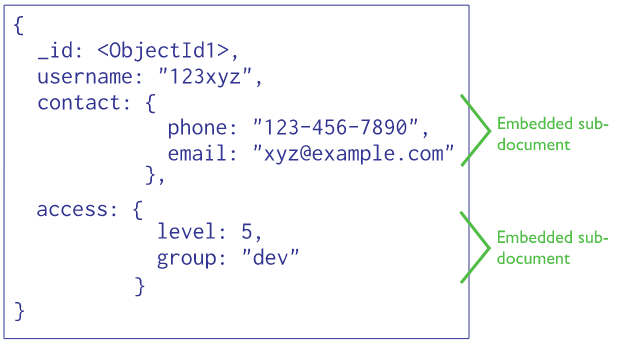 {
_id: <ObjectId1>,
username: "123xyz",
contact: {
phone: "123-456-7890",
email: "xyz@example.com"
},
access: {
level: 5,
group: "dev"
}
}
Embedded sub-
document
Embedded sub-
document